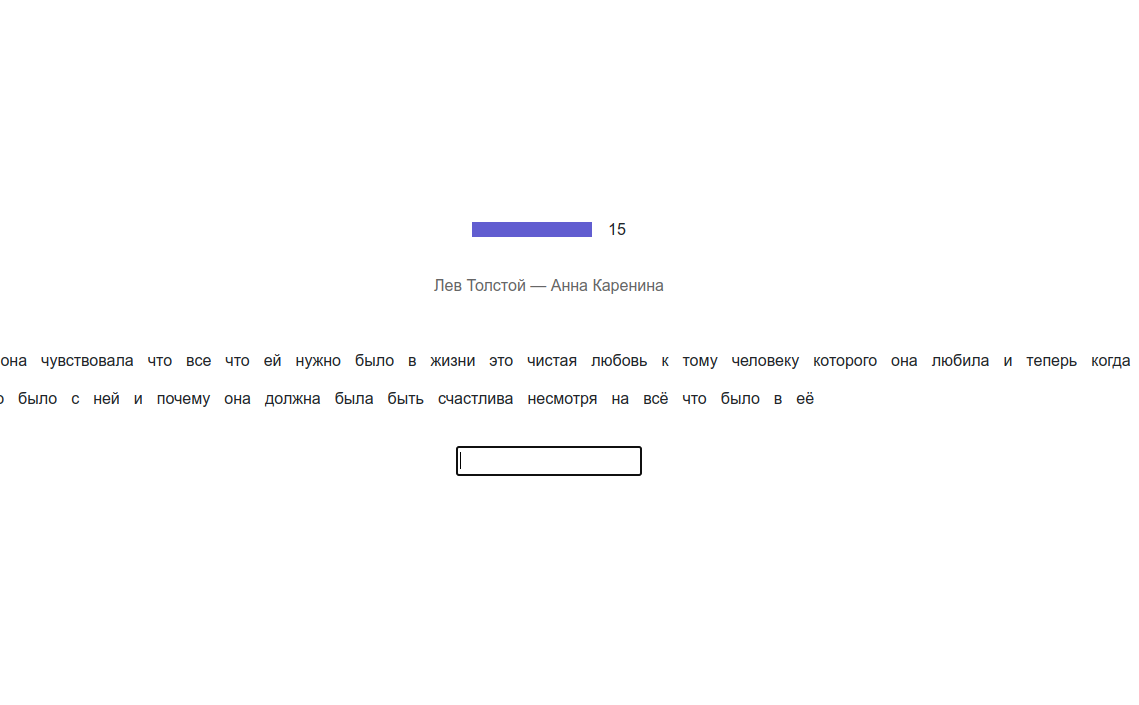 15
Лев Толстой — Анна Каренина
она чувствовала что все что ей нужно было в жизни это чистая любовь к тому человеку которого она любила и теперь когда
было с ней и почему она должна была быть счастлива несмотря на всё что было в её